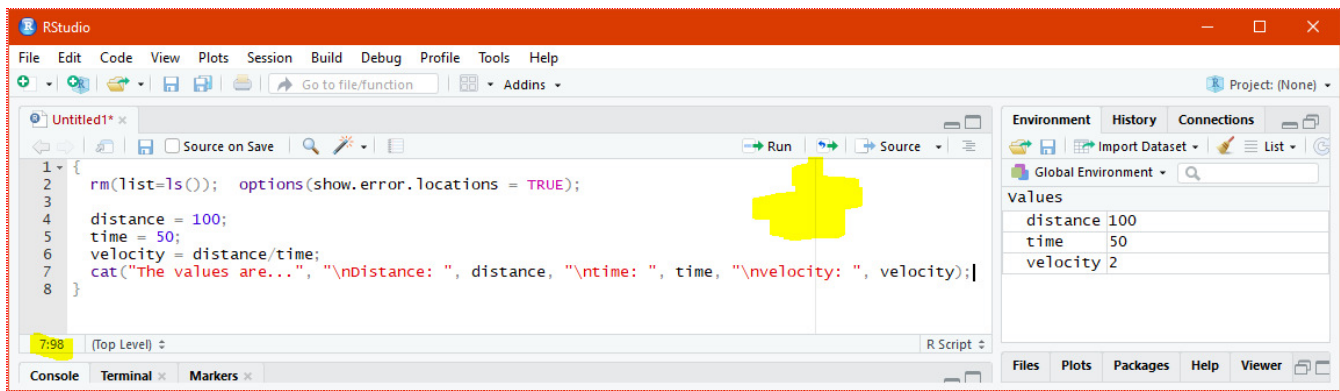 RStudio
File Edit Code View Plots Session Build Debug Profile Tools Help
Go to file/function Addins Project: (None)
Untitled1*
Source on Save Run Source
1 {
2 rm(list=ls()); options(show.error.locations = TRUE);
3
4 distance = 100;
5 time = 50;
6 velocity = distance/time;
7 cat("The values are...", "\nDistance: ", distance, "\ntime: ", time, "\nvelocity: ", velocity);
8 }
7:98 (Top Level) R Script
Console Terminal Markers
Environment History Connections
Import Dataset List
Global Environment
Values
distance 100
time 50
velocity 2
Files Plots Packages Help Viewer